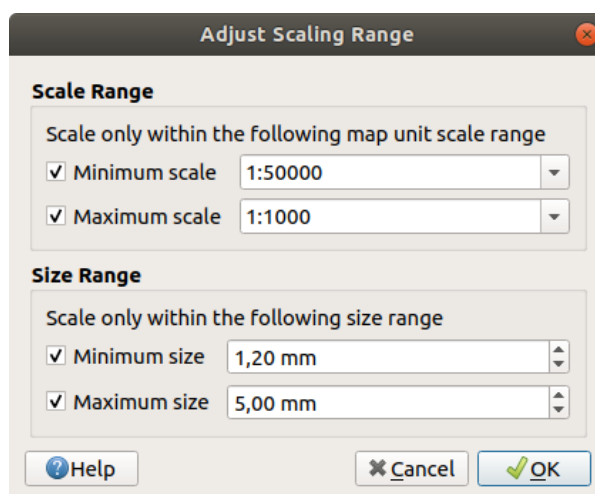 Adjust Scaling Range
Scale Range
Scale only within the following map unit scale range
Minimum scale 1:50000
Maximum scale 1:1000
Size Range
Scale only within the following size range
Minimum size 1,20 mm
Maximum size 5,00 mm
Help Cancel OK